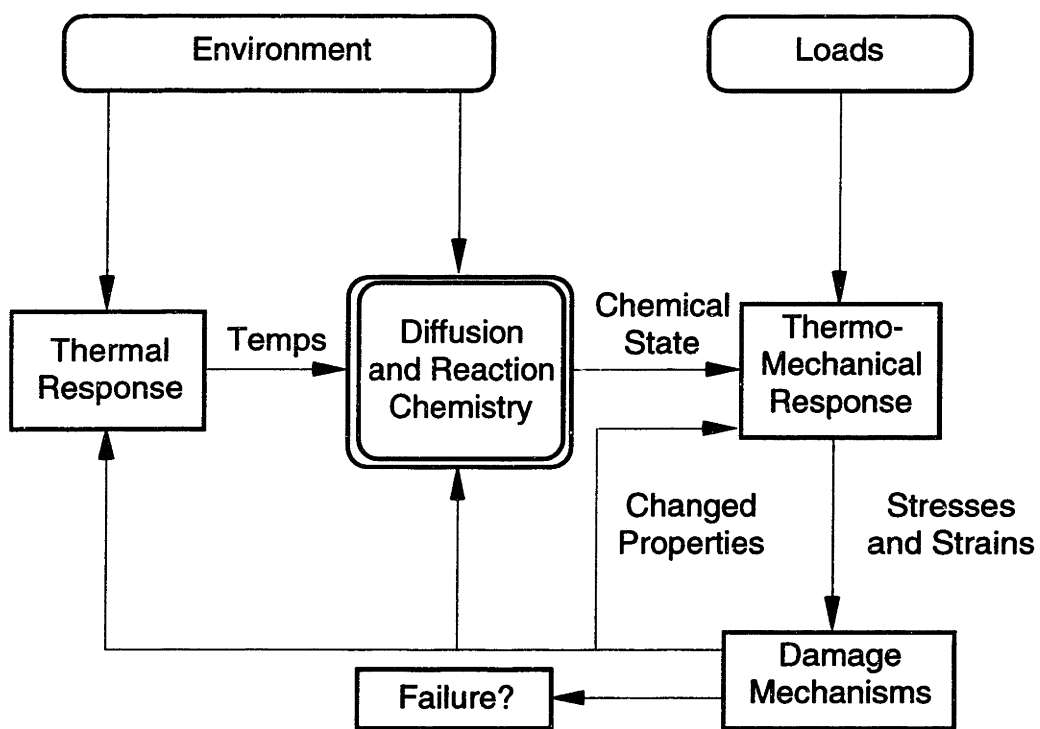 Environment
Loads
Thermal
Response
Temps
Diffusion
and Reaction
Chemistry
Chemical
State
Thermo-
Mechanical
Response
Changed
Properties
Stresses
and Strains
Damage
Mechanisms
Failure?